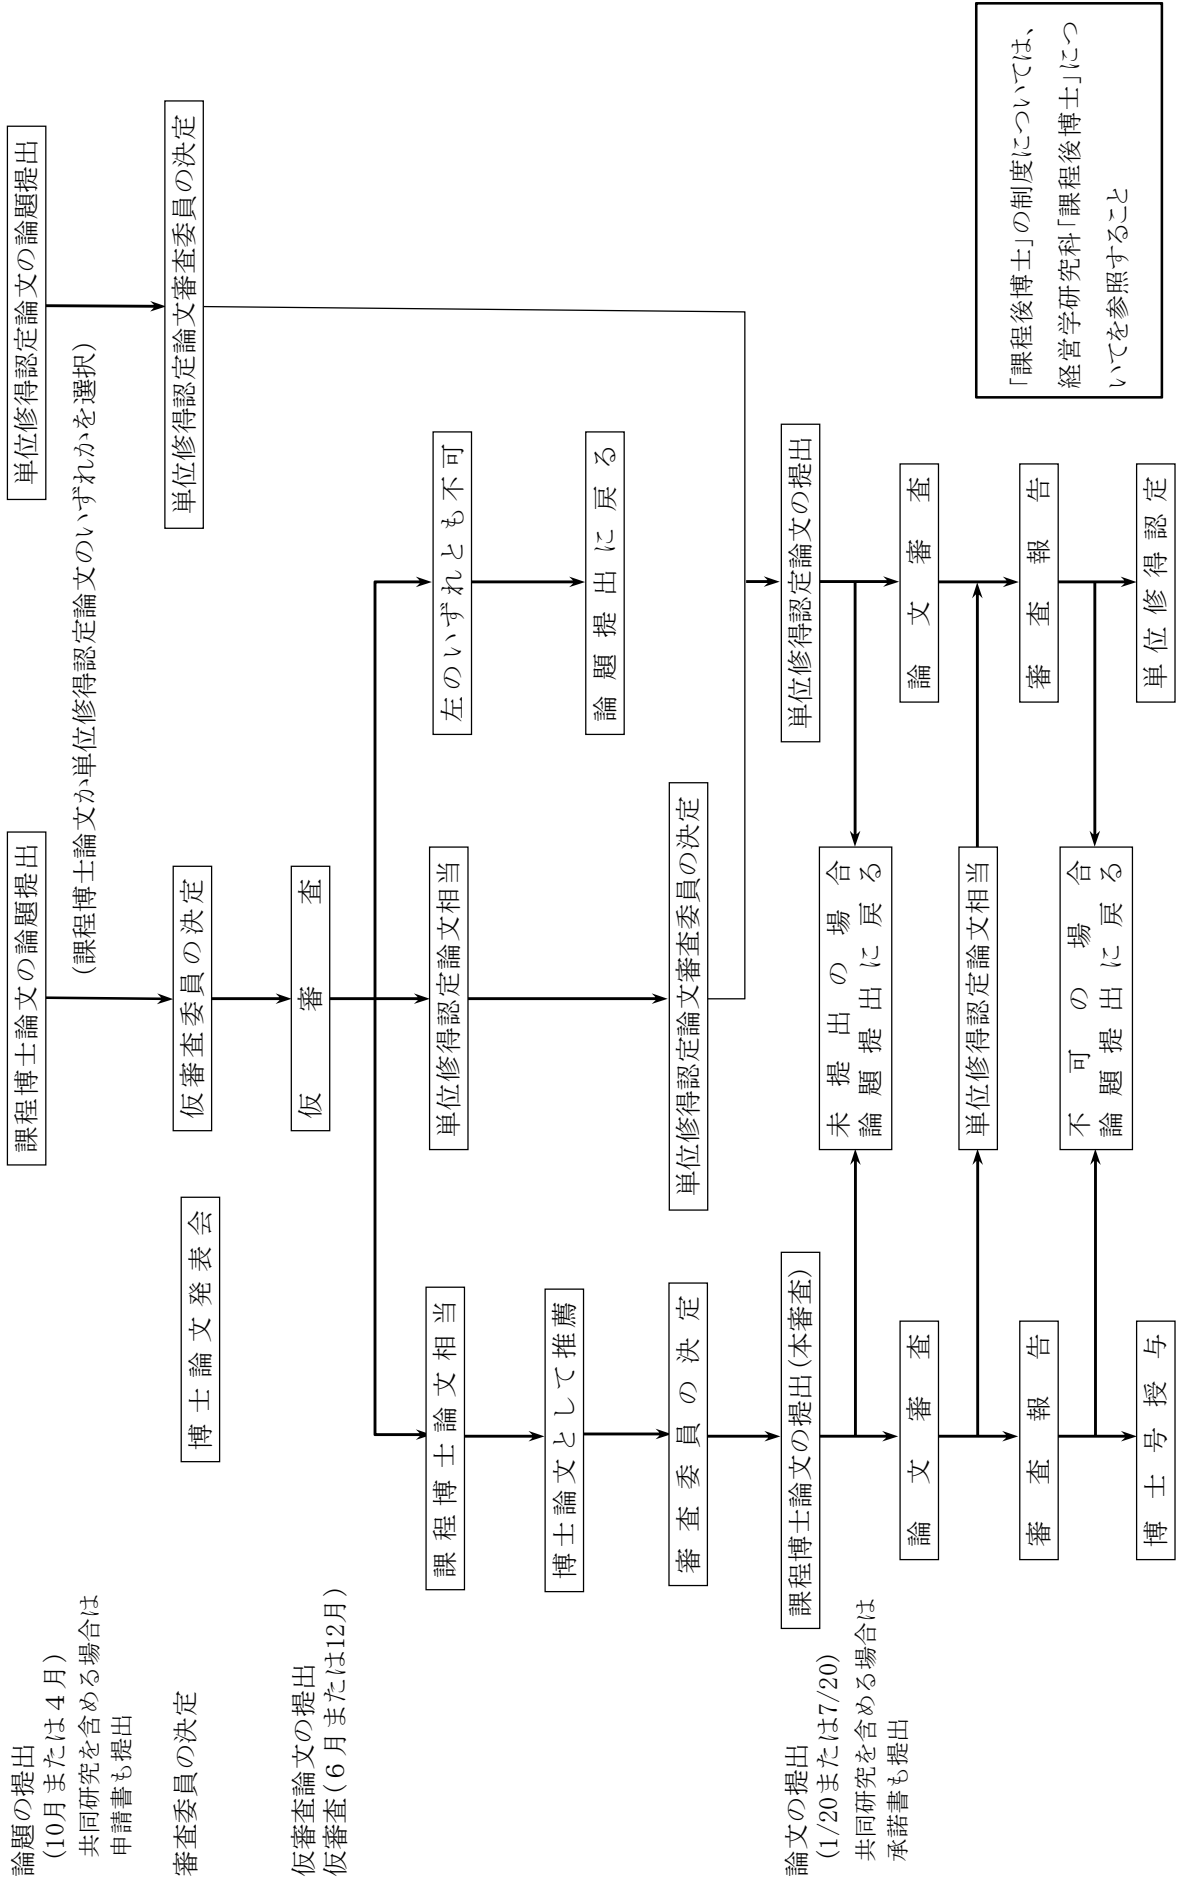 論題の提出
(10月または４月)
共同研究を含める場合は
申請書も提出
課程博士論文の論題提出
単位修得認定論文の論題提出
(課程博士論文か単位修得認定論文のいずれかを選択)
審査委員の決定
博士論文発表会
仮審査委員の決定
単位修得認定論文審査委員の決定
仮審査論文の提出
仮審査(６月または12月)
仮審査
課程博士論文相当
単位修得認定論文相当
左のいずれとも不可
博士論文として推薦
論題提出に戻る
審査委員の決定
単位修得認定論文審査委員の決定
論文の提出
(1/20または7/20)
共同研究を含める場合は
承諾書も提出
課程博士論文の提出(本審査)
単位修得認定論文の提出
未提出の場合
論題提出に戻る
論文審査
論文審査
単位修得認定論文相当
審査報告
審査報告
不可の場合
論題提出に戻る
博士号授与
単位修得認定
「課程後博士」の制度については、
経営学研究科「課程後博士」につ
いてを参照すること